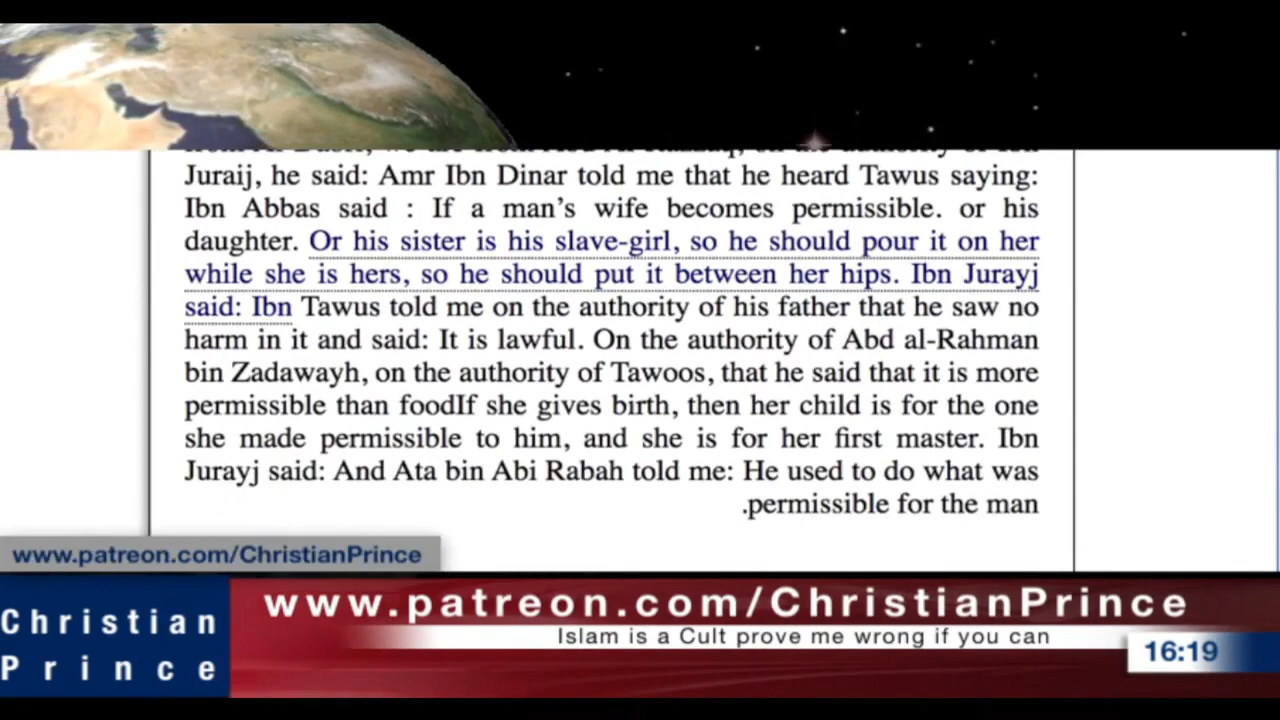 Juraij, he said: Amr Ibn Dinar told me that he heard Tawus saying:
Ibn Abbas said : If a man's wife becomes permissible. or his
daughter. Or his sister is his slave-girl, so he should pour it on her
while she is hers, so he should put it between her hips. Ibn Jurayj
said: Ibn Tawus told me on the authority of his father that he saw no
harm in it and said: It is lawful. On the authority of Abd al-Rahman
bin Zadawayh, on the authority of Tawoos, that he said that it is more
permissible than foodIf she gives birth, then her child is for the one
she made permissible to him, and she is for her first master. Ibn
Jurayj said: And Ata bin Abi Rabah told me: He used to do what was
.permissible for the man
www.patreon.com/ChristianPrince
Christian
Prince
www.patreon.com/ChristianPrince
Islam is a Cult prove me wrong if you can
16:19